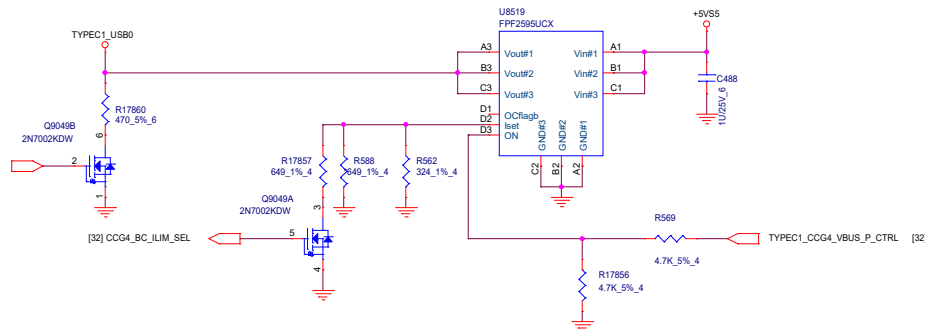 U8519
FPF2595UCX
+5VS5
TYPEC1_USB0
A3
Vout#1
Vin#1
A1
B3
Vout#2
Vin#2
B1
C3
Vout#3
Vin#3
C1
C488
1U/25V_6
R17860
470_5%_6
D1
OCflagb
D2
Iset
D3
ON
GND#3
GND#2
GND#1
C2
B2
A2
Q9049B
2N7002KDW
6
2
1
R17857
649_1%_4
R588
649_1%_4
R562
324_1%_4
Q9049A
2N7002KDW
3
5
4
[32] CCG4_BC_ILIM_SEL
R569
4.7K_5%_4
TYPEC1_CCG4_VBUS_P_CTRL [32]
R17856
4.7K_5%_4